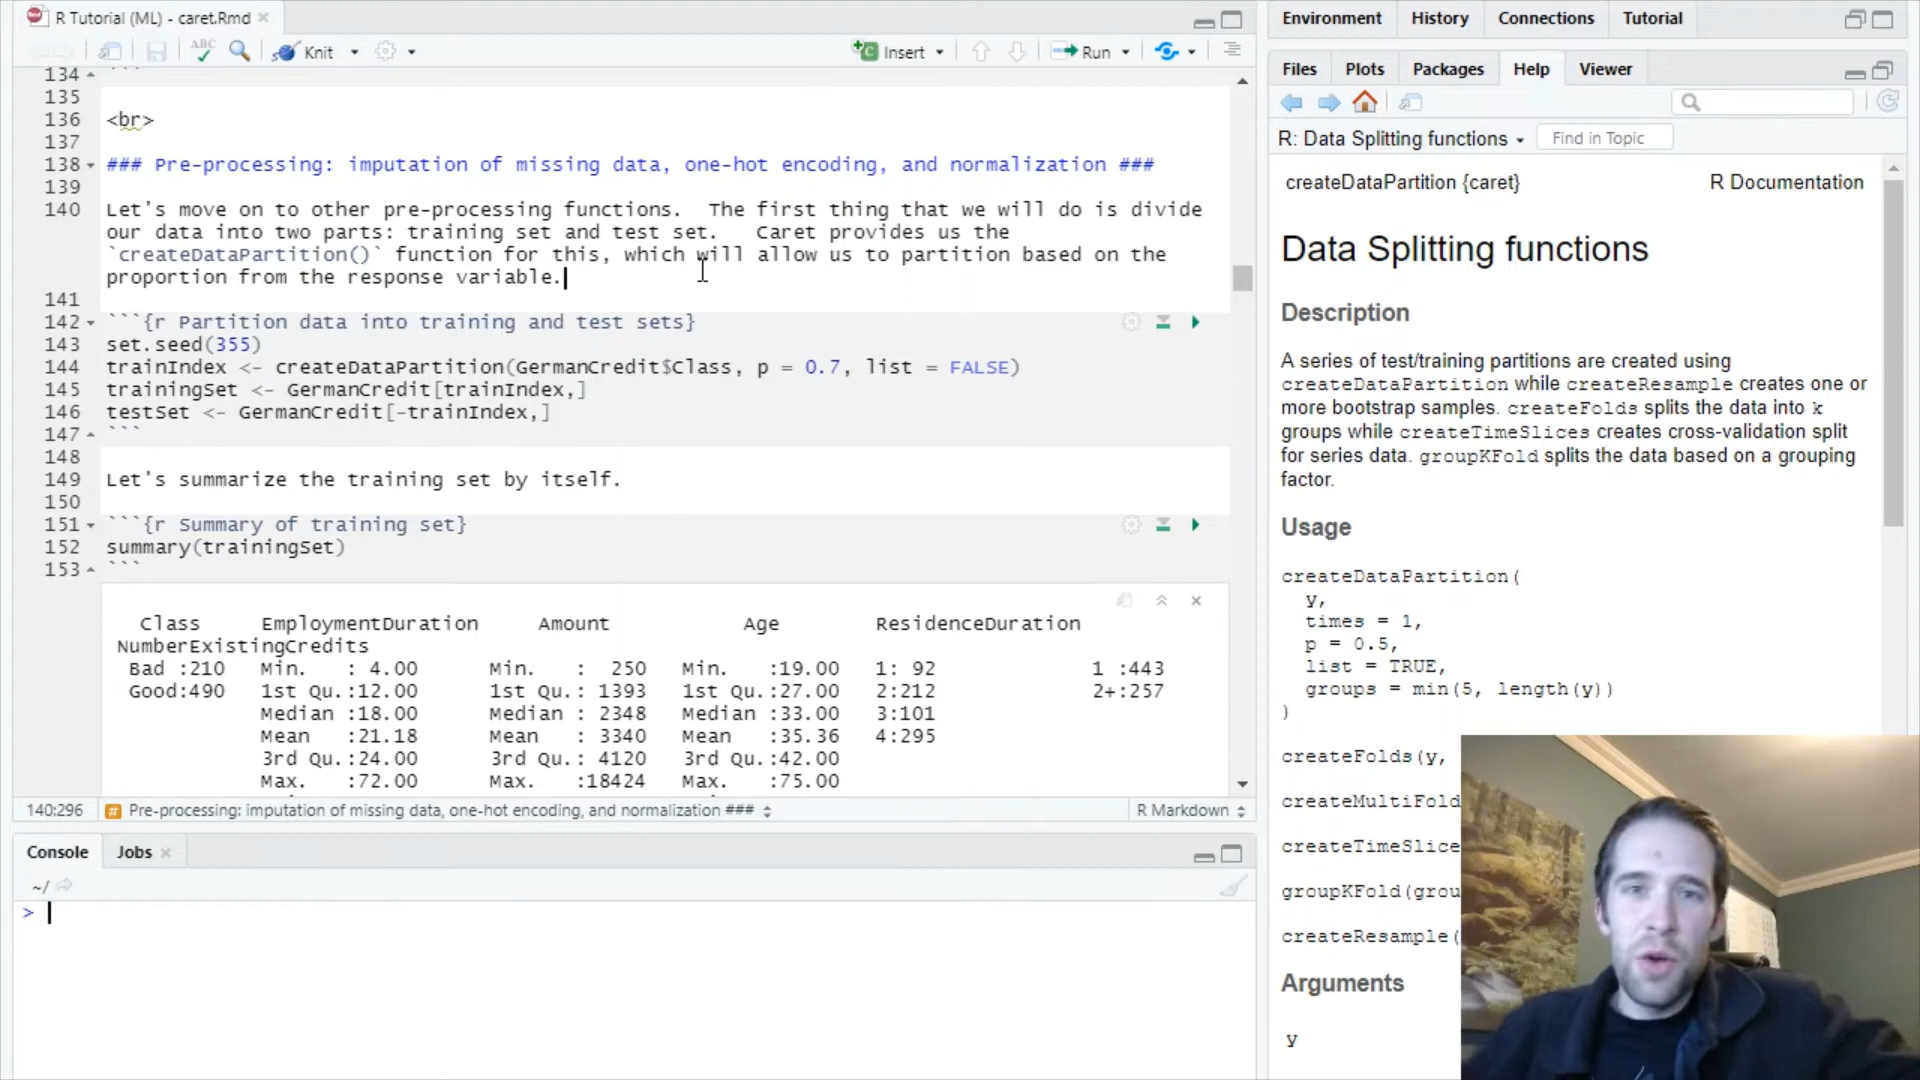 R Tutorial (ML) - caret.Rmd
Knit
Insert
Run
134 ```
135
136 <br>
137
138 ### Pre-processing: imputation of missing data, one-hot encoding, and normalization ###
139
140 Let's move on to other pre-processing functions.  The first thing that we will do is divide
our data into two parts: training set and test set.   Caret provides us the
`createDataPartition()` function for this, which will allow us to partition based on the
proportion from the response variable.
141
142 ```{r Partition data into training and test sets}
143 set.seed(355)
144 trainIndex <- createDataPartition(GermanCredit$Class, p = 0.7, list = FALSE)
145 trainingSet <- GermanCredit[trainIndex,]
146 testSet <- GermanCredit[-trainIndex,]
147 ```
148
149 Let's summarize the training set by itself.
150
151 ```{r Summary of training set}
152 summary(trainingSet)
153 ```
Class EmploymentDuration Amount Age ResidenceDuration
NumberExistingCredits
Bad :210 Min. : 4.00 Min. : 250 Min. :19.00 1: 92 1 :443
Good:490 1st Qu.:12.00 1st Qu.: 1393 1st Qu.:27.00 2:212 2+:257
Median :18.00 Median : 2348 Median :33.00 3:101
Mean :21.18 Mean : 3340 Mean :35.36 4:295
3rd Qu.:24.00 3rd Qu.: 4120 3rd Qu.:42.00
Max. :72.00 Max. :18424 Max. :75.00
140:296 # Pre-processing: imputation of missing data, one-hot encoding, and normalization ### R Markdown
Console Jobs
~/
>
Environment History Connections Tutorial
Files Plots Packages Help Viewer
R: Data Splitting functions Find in Topic
createDataPartition {caret} R Documentation
Data Splitting functions
Description
A series of test/training partitions are created using
createDataPartition while createResample creates one or
more bootstrap samples. createFolds splits the data into k
groups while createTimeSlices creates cross-validation split
for series data. groupKFold splits the data based on a grouping
factor.
Usage
createDataPartition(
y,
times = 1,
p = 0.5,
list = TRUE,
groups = min(5, length(y))
)
createFolds(y,
createMultiFold
createTimeSlice
groupKFold(grou
createResample(
Arguments
y